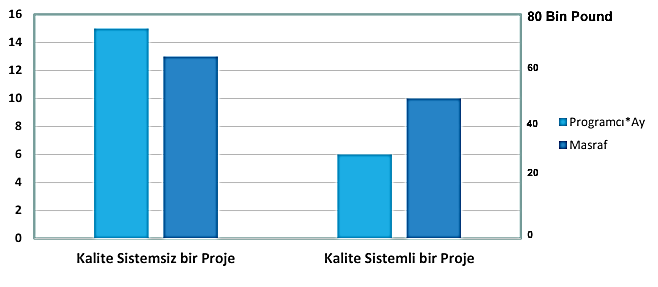 16
14
12
10
8
6
4
2
0
80 Bin Pound
60
40
20
0
Programcı*Ay
Masraf
Kalite Sistemsiz bir Proje
Kalite Sistemli bir Proje